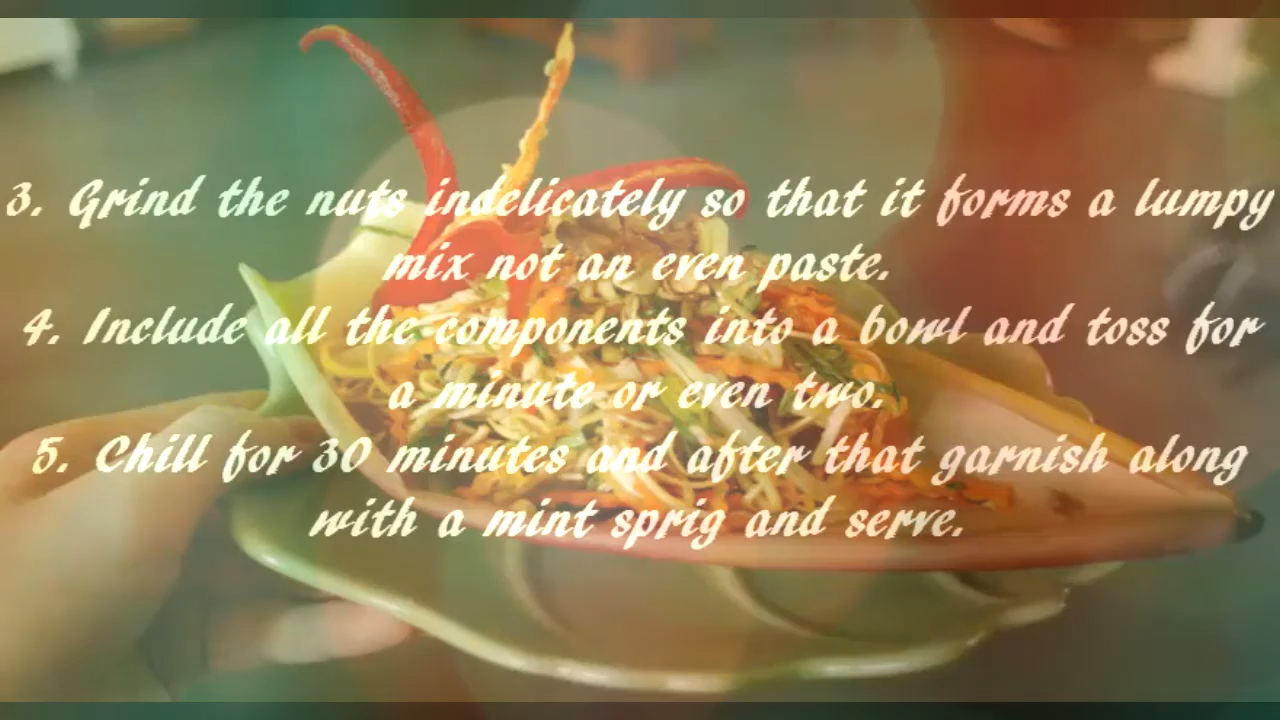 3. Grind the nuts indelicately so that it forms a lumpy
mix not an even paste.
4. Include all the components into a bowl and toss for
a minute or even two.
5. Chill for 30 minutes and after that garnish along
with a mint sprig and serve.